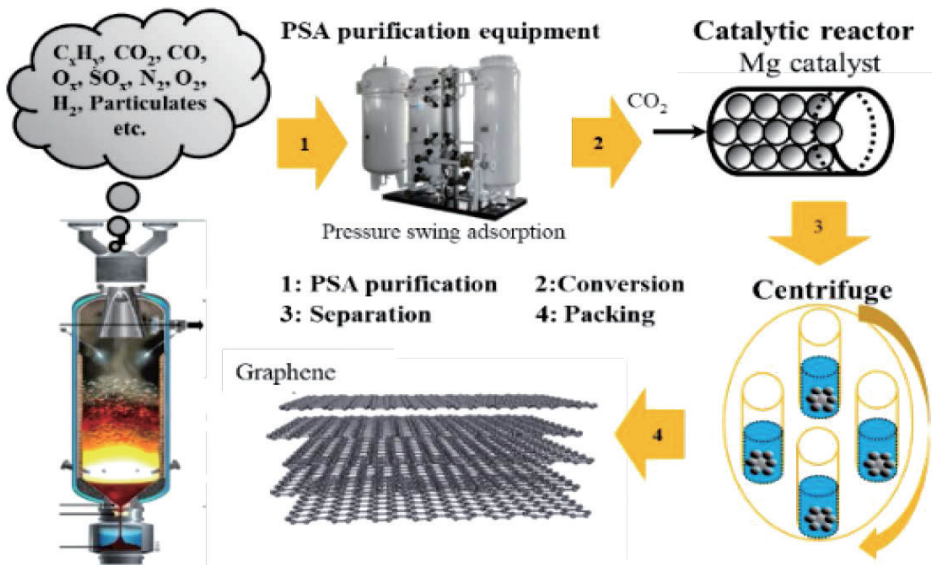 CₓHᵧ, CO₂, CO,
Oₓ, SOₓ, N₂, O₂,
H₂, Particulates
etc.
1
PSA purification equipment
Pressure swing adsorption
2
Catalytic reactor
Mg catalyst
CO₂
3
1: PSA purification 2:Conversion
3: Separation 4: Packing
Centrifuge
4
Graphene